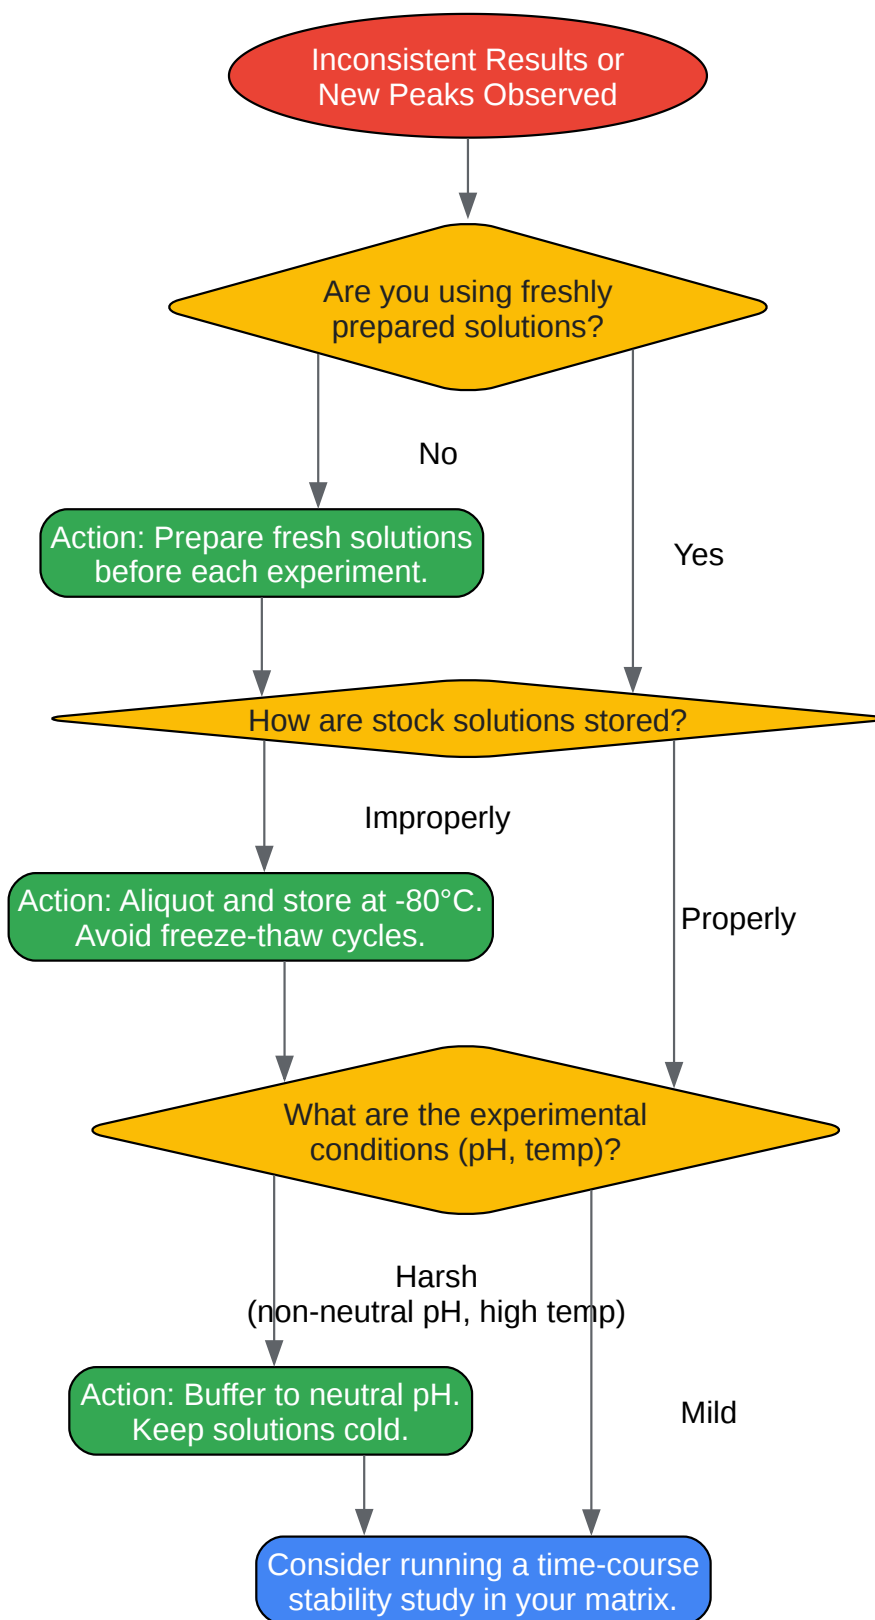 Inconsistent Results or
New Peaks Observed
Are you using freshly
prepared solutions?
No
Action: Prepare fresh solutions
before each experiment.
Yes
How are stock solutions stored?
Improperly
Action: Aliquot and store at -80°C.
Avoid freeze-thaw cycles.
Properly
What are the experimental
conditions (pH, temp)?
Harsh
(non-neutral pH, high temp)
Action: Buffer to neutral pH.
Keep solutions cold.
Mild
Consider running a time-course
stability study in your matrix.